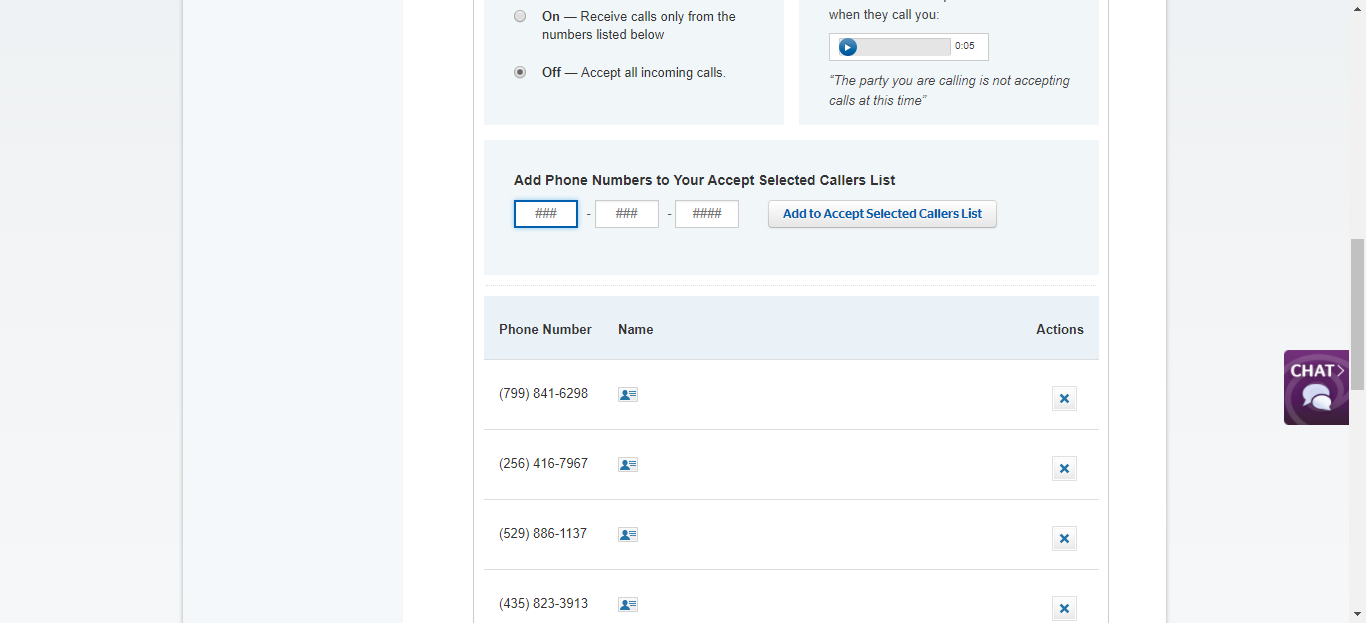 On — Receive calls only from the
numbers listed below
Off — Accept all incoming calls.
when they call you:
0:05
“The party you are calling is not accepting
calls at this time”
Add Phone Numbers to Your Accept Selected Callers List
### - ### - #### Add to Accept Selected Callers List
Phone Number Name Actions
(799) 841-6298
(256) 416-7967
(529) 886-1137
(435) 823-3913
CHAT